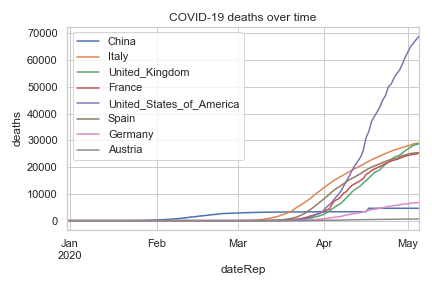 COVID-19 deaths over time
70000
60000
50000
40000
30000
20000
10000
0
deaths
China
Italy
United_Kingdom
France
United_States_of_America
Spain
Germany
Austria
Jan
2020
Feb
Mar
Apr
May
dateRep